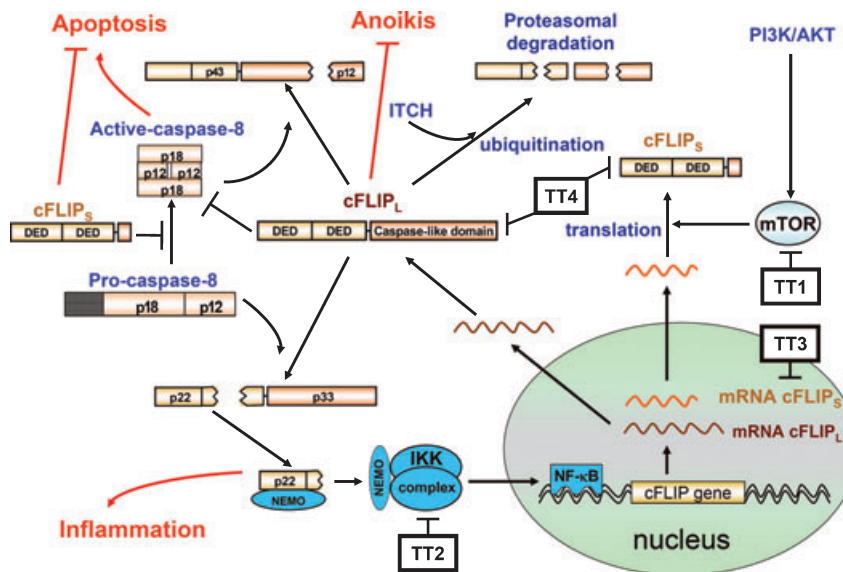 Apoptosis
Anoikis
Proteasomal
degradation
PI3K/AKT
p43
p12
Active-caspase-8
p18
p12 p12
p18
ITCH
ubiquitination
cFLIPS
DED DED
cFLIPS
DED DED
cFLIPL
DED DED Caspase-like domain
TT4
translation
mTOR
TT1
Pro-caspase-8
p18 p12
TT3
p22
p33
mRNA cFLIPS
mRNA cFLIPL
p22
NEMO
NEMO
IKK
complex
NF-κB
cFLIP gene
Inflammation
TT2
nucleus